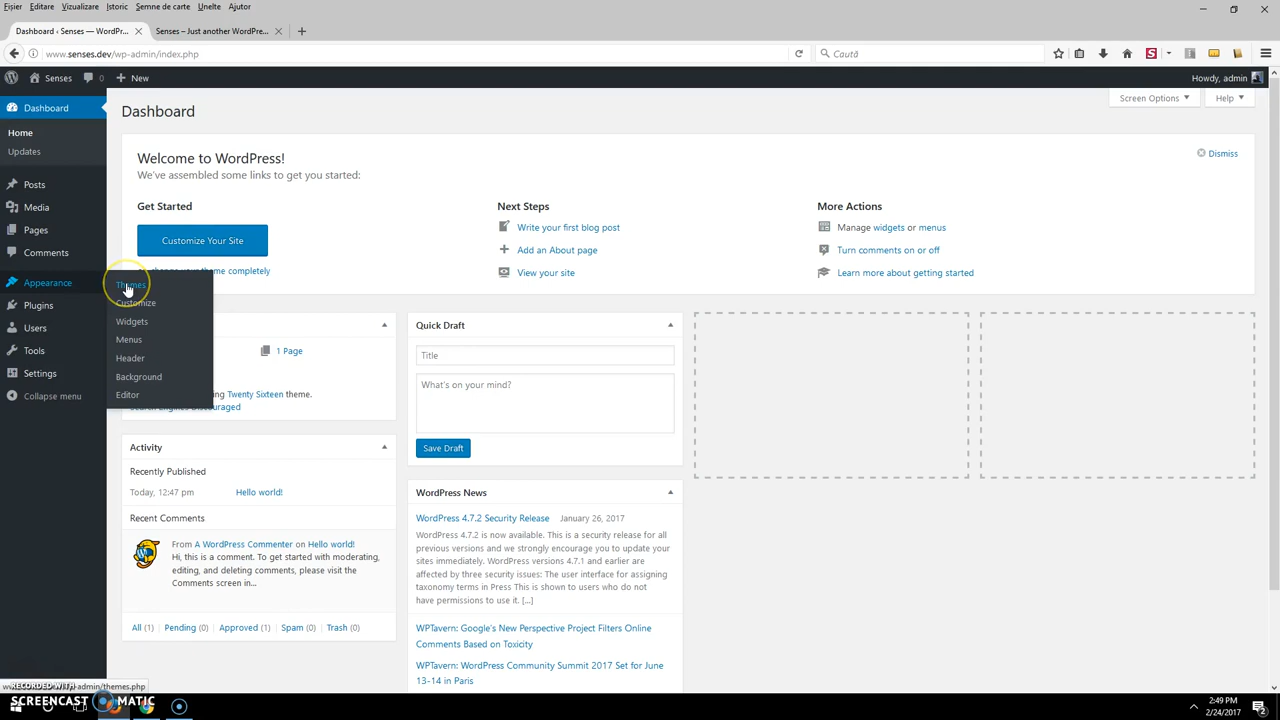 Fișier Editare Vizualizare Istoric Semne de carte Unelte Ajutor
Dashboard ‹ Senses — WordPr...
Senses – Just another WordPre...
www.senses.dev/wp-admin/index.php
Caută
Senses 0 New
Howdy, admin
Dashboard
Home
Updates
Posts
Media
Pages
Comments
Appearance
Plugins
Users
Tools
Settings
Collapse menu
Themes
Customize
Widgets
Menus
Header
Background
Editor
Dashboard
Screen Options
Help
Welcome to WordPress!
We've assembled some links to get you started:
Dismiss
Get Started
Customize Your Site
change your theme completely
Next Steps
Write your first blog post
Add an About page
View your site
More Actions
Manage widgets or menus
Turn comments on or off
Learn more about getting started
1 Page
Twenty Sixteen theme.
Search Engines Discouraged
Activity
Recently Published
Today, 12:47 pm Hello world!
Recent Comments
From A WordPress Commenter on Hello world!
Hi, this is a comment. To get started with moderating,
editing, and deleting comments, please visit the
Comments screen in...
All (1) Pending (0) Approved (1) Spam (0) Trash (0)
Quick Draft
Title
What's on your mind?
Save Draft
WordPress News
WordPress 4.7.2 Security Release January 26, 2017
WordPress 4.7.2 is now available. This is a security release for all
previous versions and we strongly encourage you to update your
sites immediately. WordPress versions 4.7.1 and earlier are
affected by three security issues: The user interface for assigning
taxonomy terms in Press This is shown to users who do not
have permissions to use it. [...]
WPTavern: Google's New Perspective Project Filters Online
Comments Based on Toxicity
WPTavern: WordPress Community Summit 2017 Set for June
13-14 in Paris
RECORDED WITH
SCREENCAST MATIC
2:49 PM
2/24/2017
2